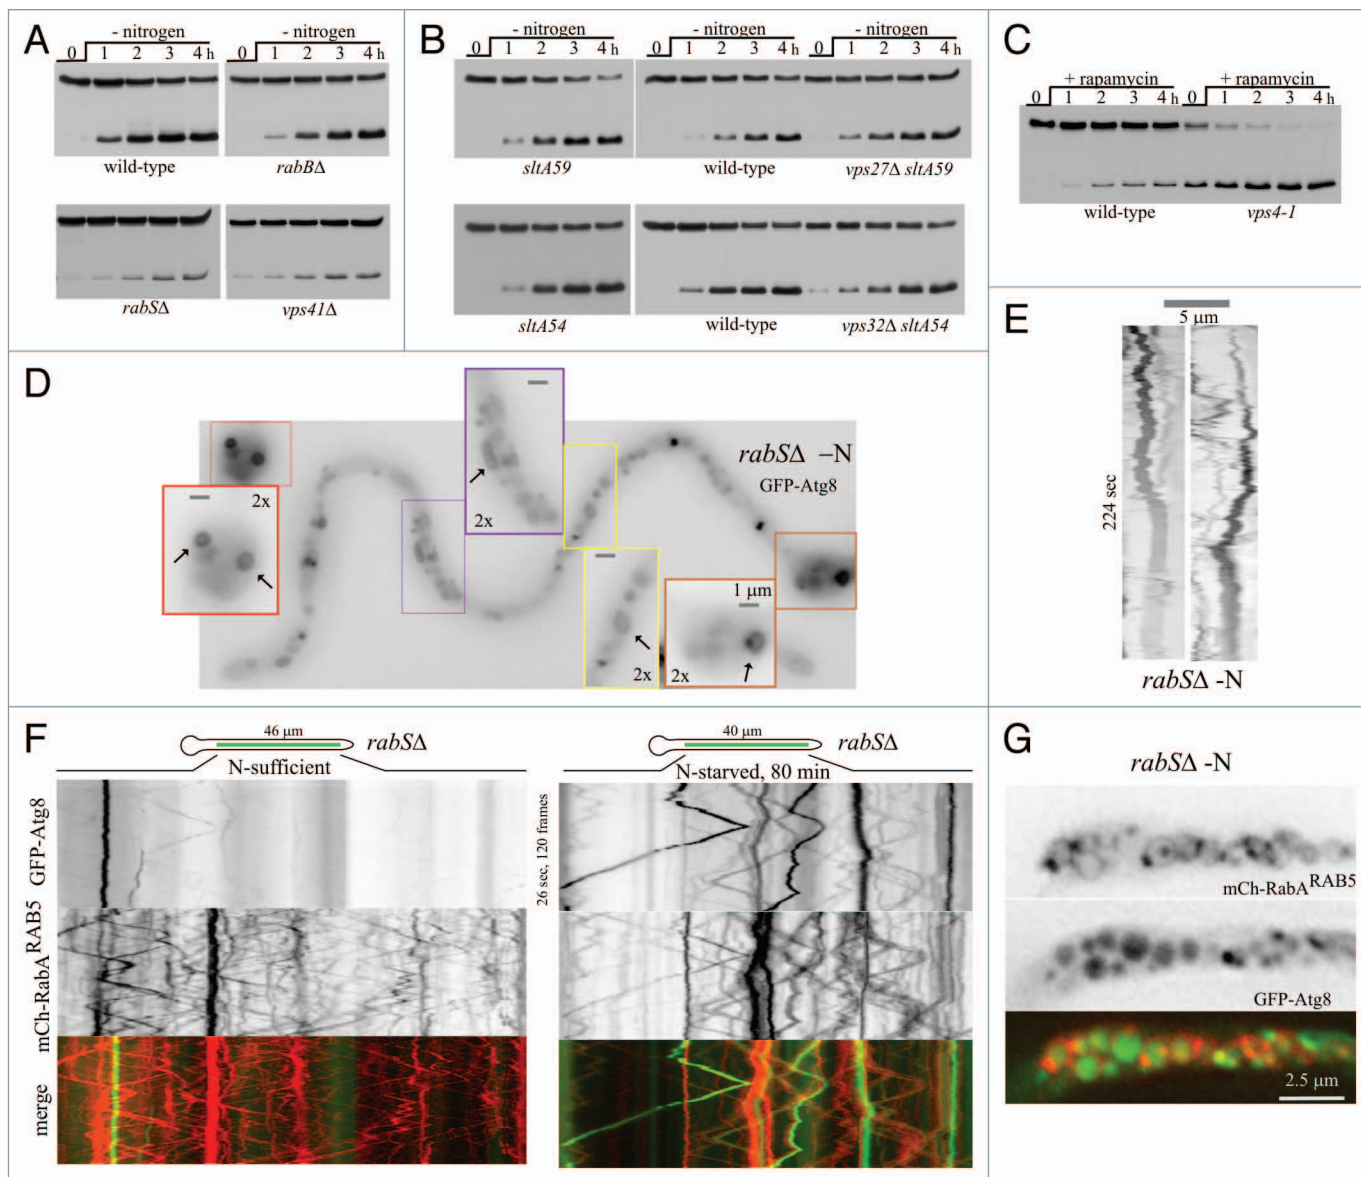 A
- nitrogen
0 1 2 3 4 h
- nitrogen
0 1 2 3 4 h
wild-type
rabBΔ
rabSΔ
vps41Δ
B
- nitrogen
0 1 2 3 4 h
- nitrogen
0 1 2 3 4 h
- nitrogen
0 1 2 3 4 h
sltA59
wild-type
vps27Δ sltA59
sltA54
wild-type
vps32Δ sltA54
C
+ rapamycin
0 1 2 3 4 h
+ rapamycin
0 1 2 3 4 h
wild-type
vps4-1
D
rabSΔ –N
GFP-Atg8
2x
2x
2x
1 μm
2x
E
5 μm
224 sec
rabSΔ -N
F
46 μm
rabSΔ
N-sufficient
40 μm
rabSΔ
N-starved, 80 min
GFP-Atg8
mCh-RabA^RAB5
merge
26 sec, 120 frames
G
rabSΔ -N
mCh-RabA^RAB5
GFP-Atg8
2.5 μm